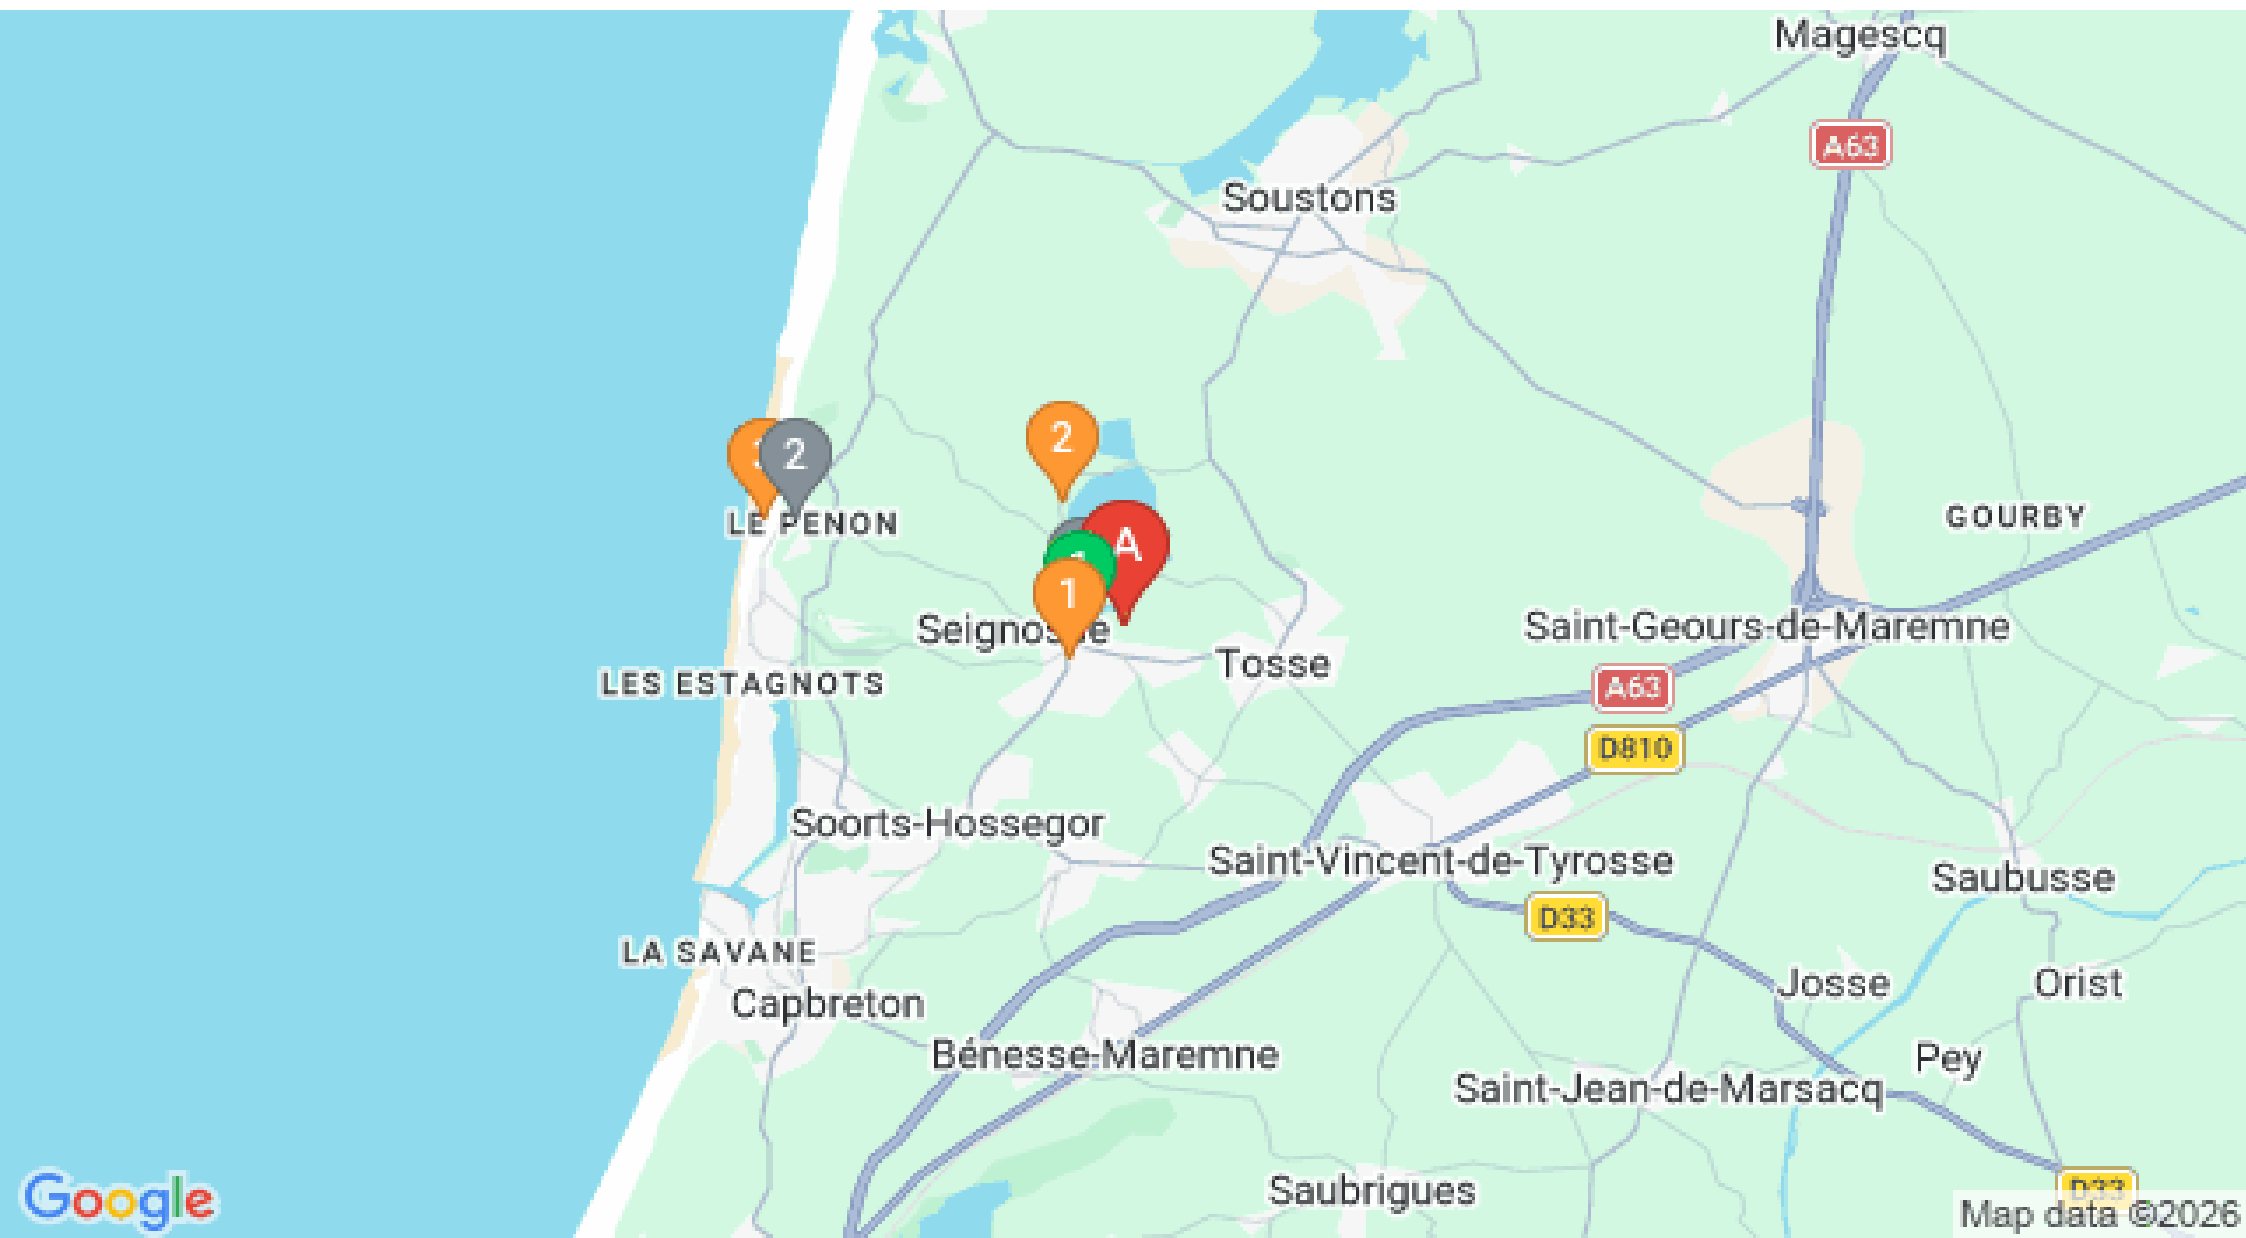 Magescq
A63
Soustons
2
2
LE PENON
GOURBY
A
1
Seignosse
Saint-Geours-de-Maremne
Tosse
LES ESTAGNOTS
A63
D810
Soorts-Hossegor
Saint-Vincent-de-Tyrosse
Saubusse
D33
LA SAVANE
Capbreton
Josse
Orist
Bénesse-Maremne
Pey
Saint-Jean-de-Marsacq
Saubrigues
D33
Google
Map data ©2026